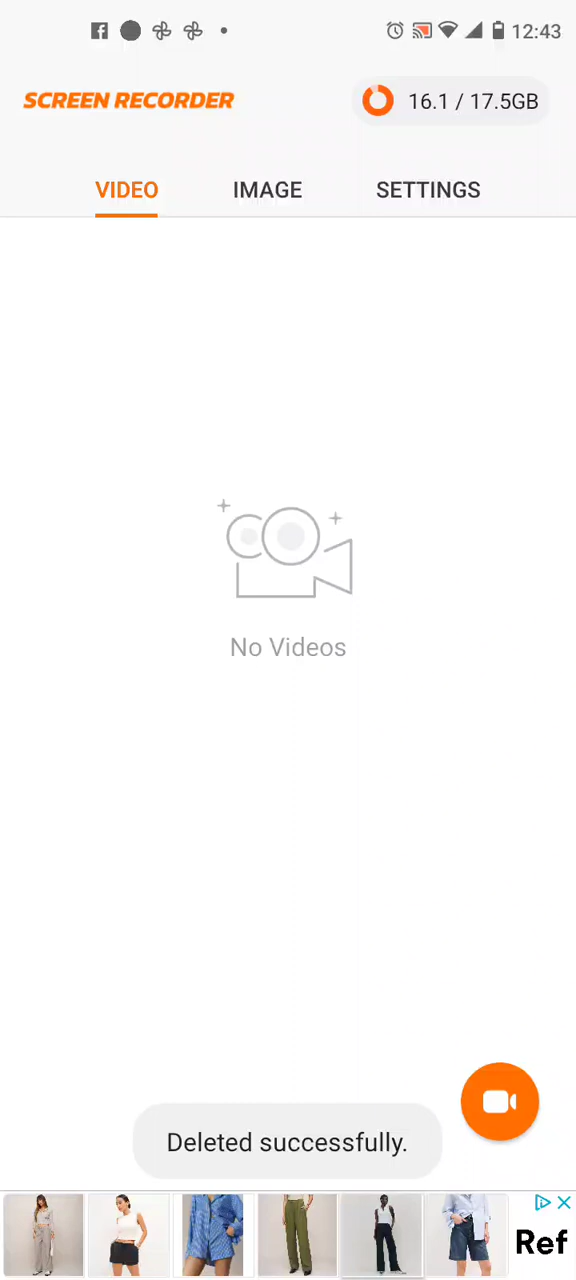 12:43
SCREEN RECORDER
16.1 / 17.5GB
VIDEO IMAGE SETTINGS
No Videos
Deleted successfully.
Ref